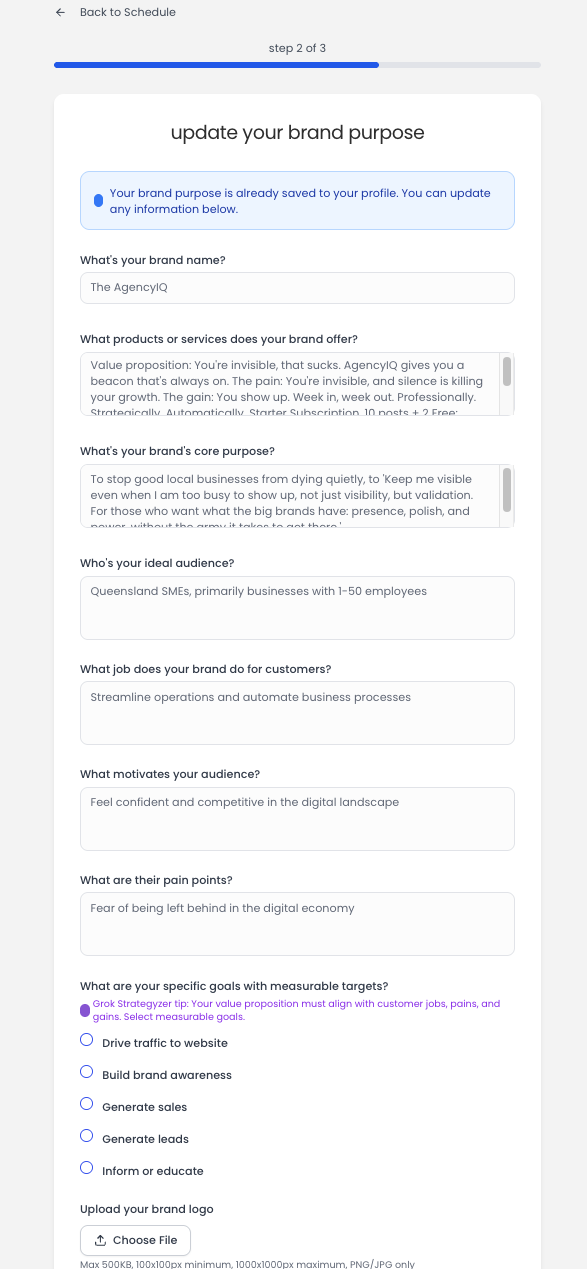 Back to Schedule
step 2 of 3
update your brand purpose
Your brand purpose is already saved to your profile. You can update
any information below.
What's your brand name?
The AgencyIQ
What products or services does your brand offer?
Value proposition: You're invisible, that sucks. AgencyIQ gives you a
beacon that's always on. The pain: You're invisible, and silence is killing
your growth. The gain: You show up. Week in, week out. Professionally.
Strategically. Automatically. Starter Subscription, 10 posts + 2 Free:
What's your brand's core purpose?
To stop good local businesses from dying quietly, to 'Keep me visible
even when I am too busy to show up, not just visibility, but validation.
For those who want what the big brands have: presence, polish, and
power, without the army it takes to get there.'
Who's your ideal audience?
Queensland SMEs, primarily businesses with 1-50 employees
What job does your brand do for customers?
Streamline operations and automate business processes
What motivates your audience?
Feel confident and competitive in the digital landscape
What are their pain points?
Fear of being left behind in the digital economy
What are your specific goals with measurable targets?
Grok Strategyzer tip: Your value proposition must align with customer jobs, pains, and
gains. Select measurable goals.
Drive traffic to website
Build brand awareness
Generate sales
Generate leads
Inform or educate
Upload your brand logo
Choose File
Max 500KB, 100x100px minimum, 1000x1000px maximum, PNG/JPG only